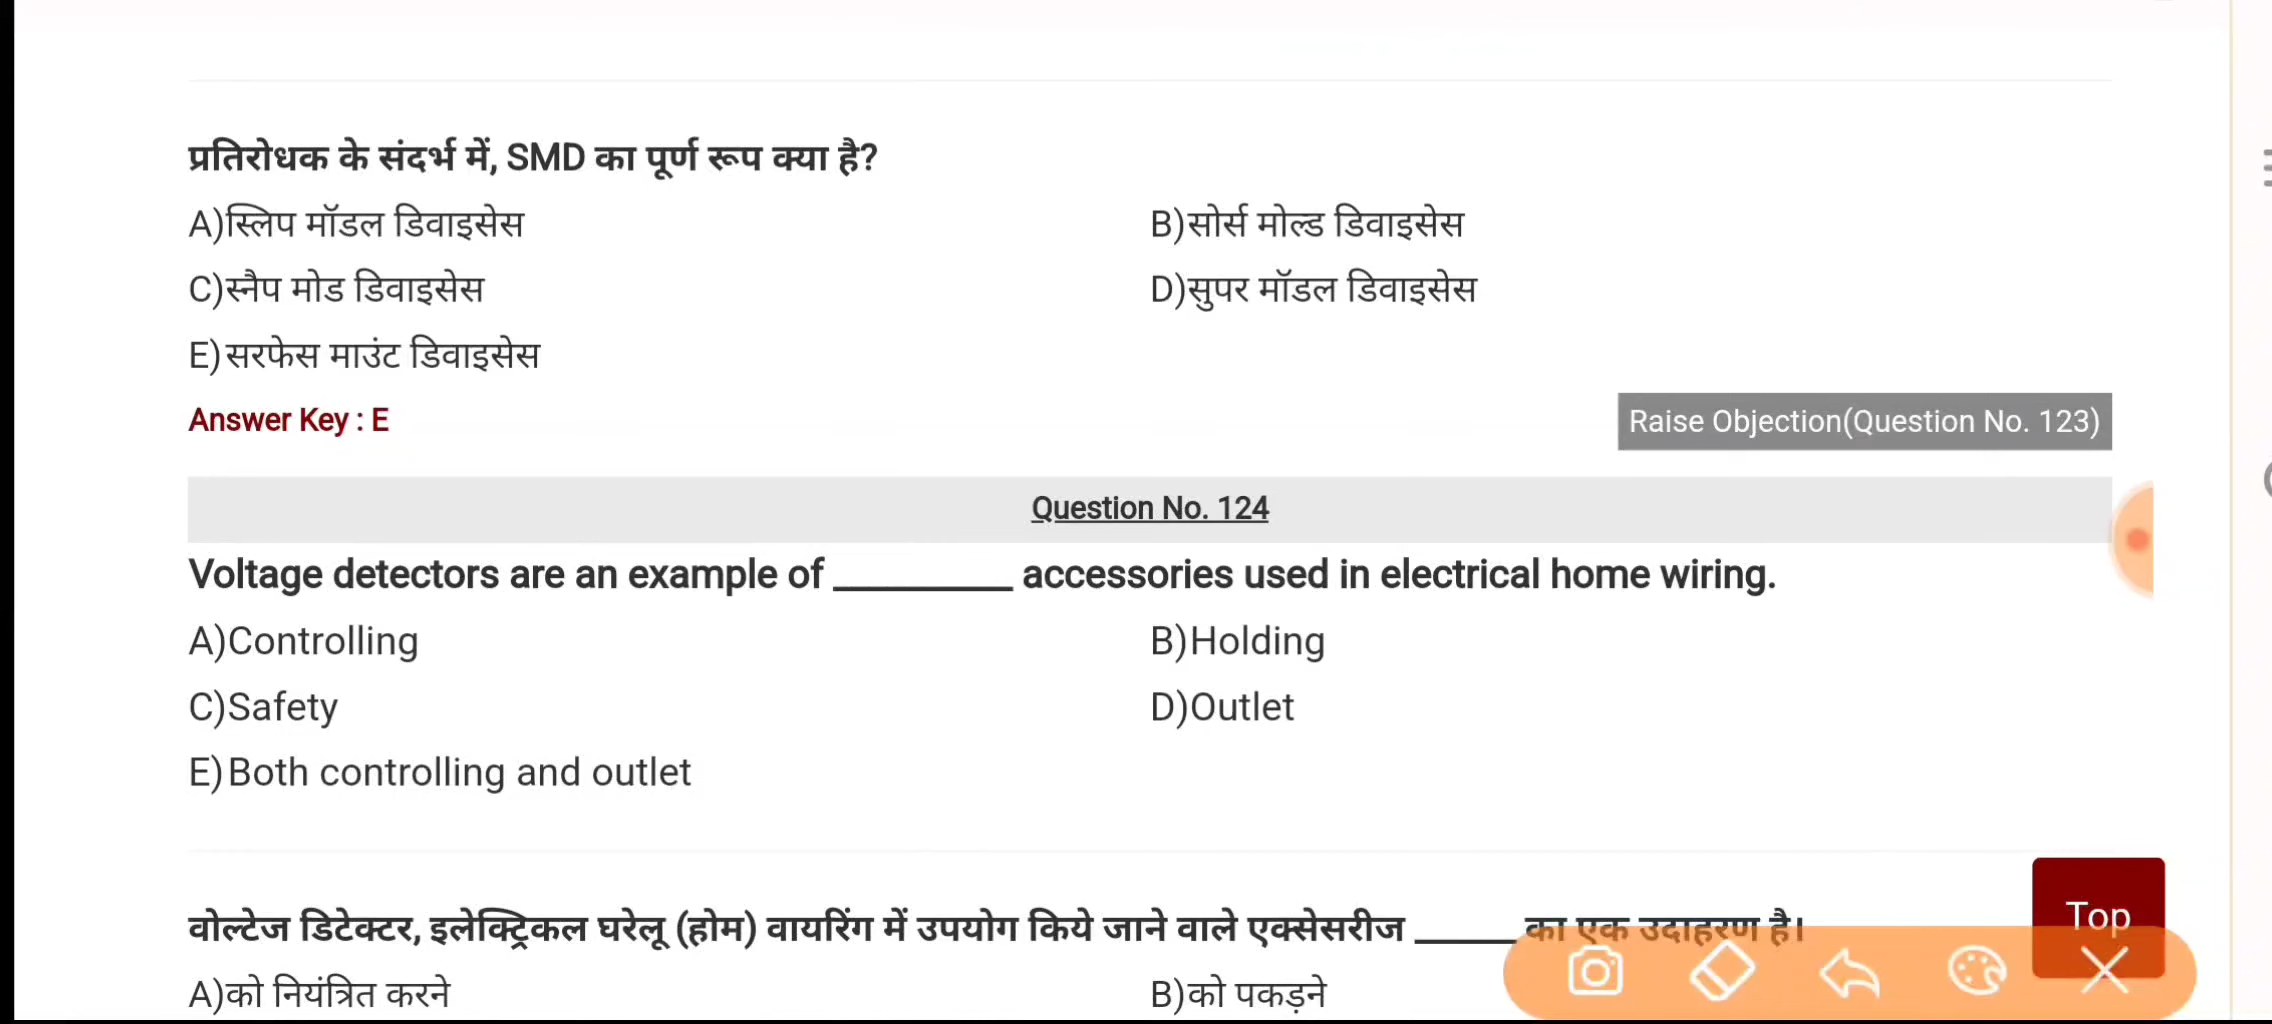 प्रतिरोधक के संदर्भ में, SMD का पूर्ण रूप क्या है?
A)स्लिप मॉडल डिवाइसेस
B)सोर्स मोल्ड डिवाइसेस
C)स्नैप मोड डिवाइसेस
D)सुपर मॉडल डिवाइसेस
E)सरफेस माउंट डिवाइसेस
Answer Key : E
Raise Objection(Question No. 123)
Question No. 124
Voltage detectors are an example of _________ accessories used in electrical home wiring.
A)Controlling
B)Holding
C)Safety
D)Outlet
E)Both controlling and outlet
वोल्टेज डिटेक्टर, इलेक्ट्रिकल घरेलू (होम) वायरिंग में उपयोग किये जाने वाले एक्सेसरीज _____ का एक उदाहरण है।
Top
A)को नियंत्रित करने
B)को पकड़ने